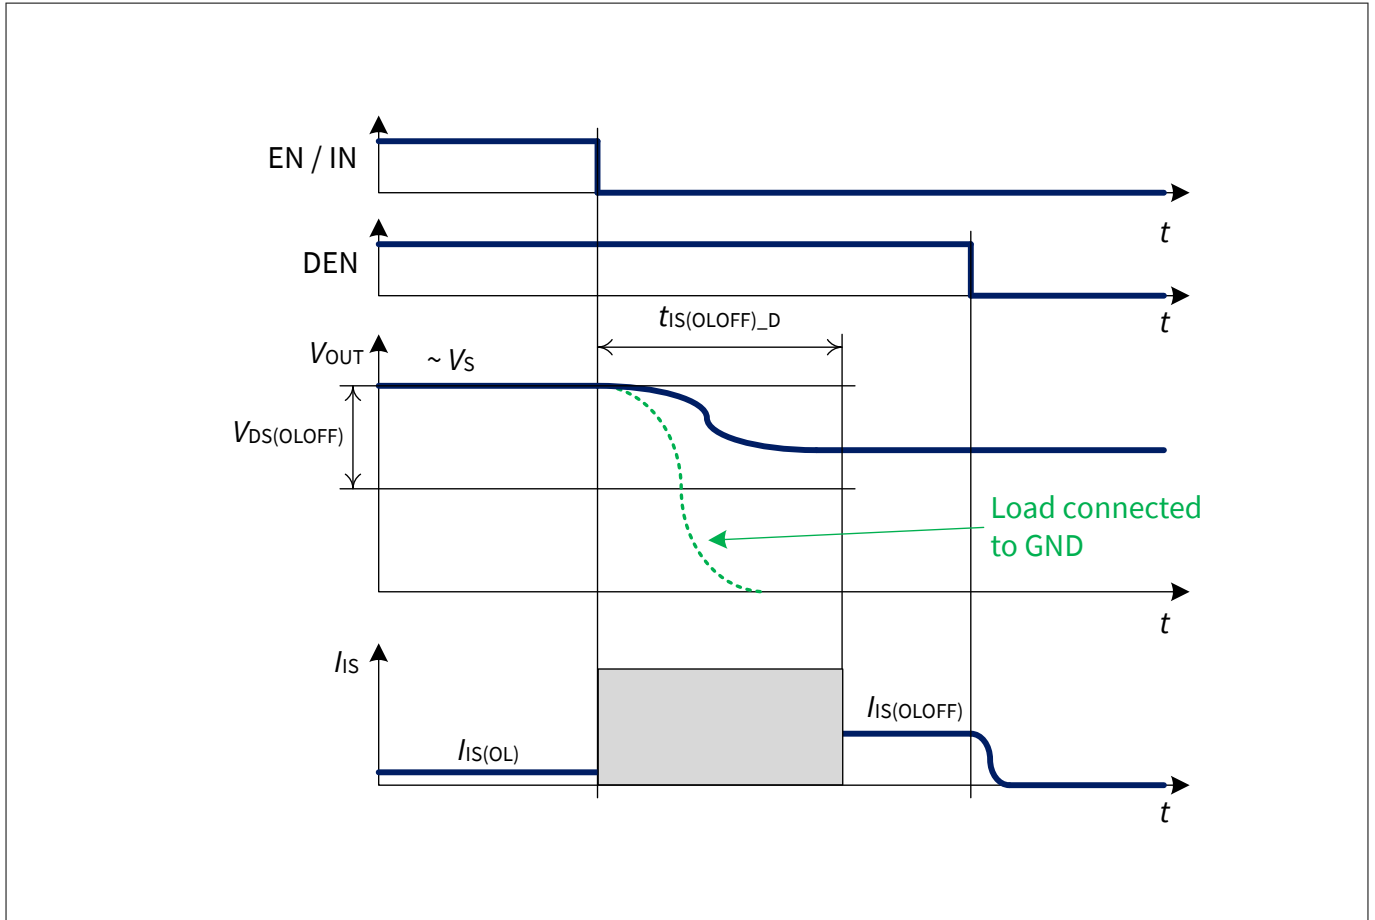 EN / IN
t
DEN
t
tIS(OLOFF)_D
VOUT
~ VS
VDS(OLOFF)
Load connected
to GND
t
IIS
IIS(OLOFF)
IIS(OL)
t